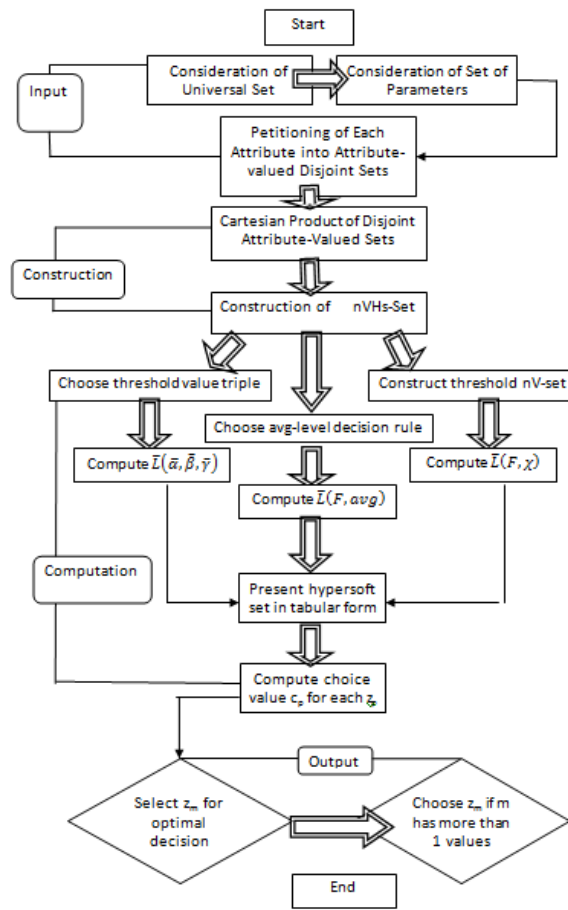 Start
Consideration of
Universal Set
Consideration of Set of
Parameters
Input
Petitioning of Each
Attribute into Attribute-
valued Disjoint Sets
Cartesian Product of Disjoint
Attribute-Valued Sets
Construction
Construction of nVHs-Set
Choose threshold value triple
Construct threshold nV-set
Choose avg-level decision rule
Compute L̄(ᾱ, β̄, γ̄)
Compute L̄(F, χ)
Compute L̄(F, avg)
Computation
Present hypersoft
set in tabular form
Compute choice
value cₚ for each zₚ
Output
Select zₘ for
optimal
decision
Choose zₘ if m
has more than
1 values
End